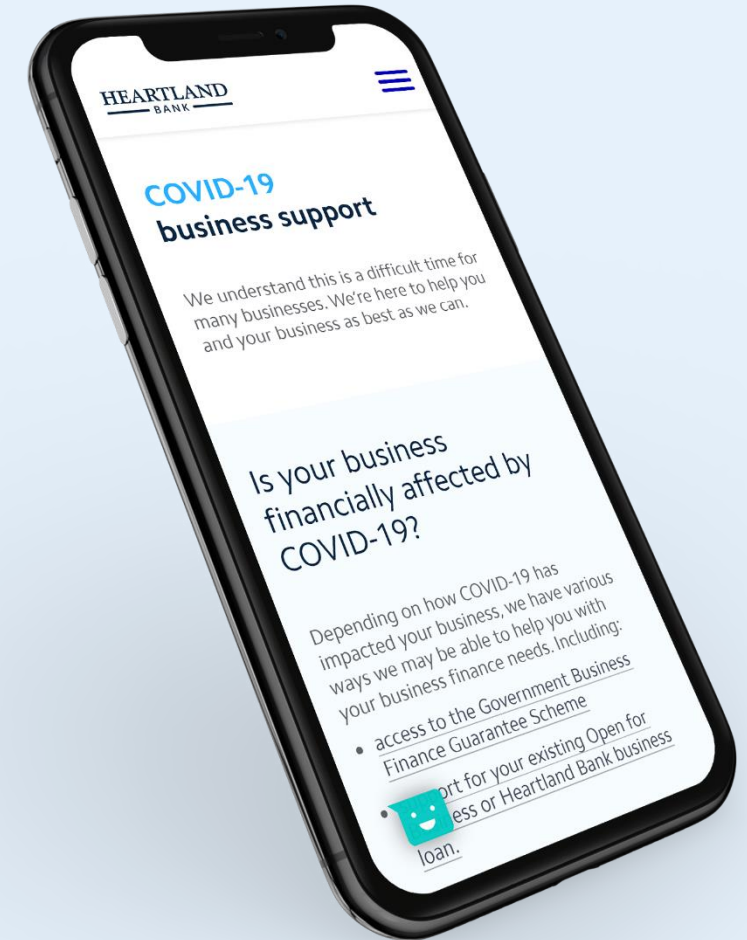 HEARTLAND
BANK
COVID-19
business support
We understand this is a difficult time for
many businesses. We're here to help you
and your business as best as we can.
Is your business
financially affected by
COVID-19?
Depending on how COVID-19 has
impacted your business, we have various
ways we may be able to help you with
your business finance needs. Including:
• access to the Government Business
Finance Guarantee Scheme
• ort for your existing Open for
ess or Heartland Bank business
loan.